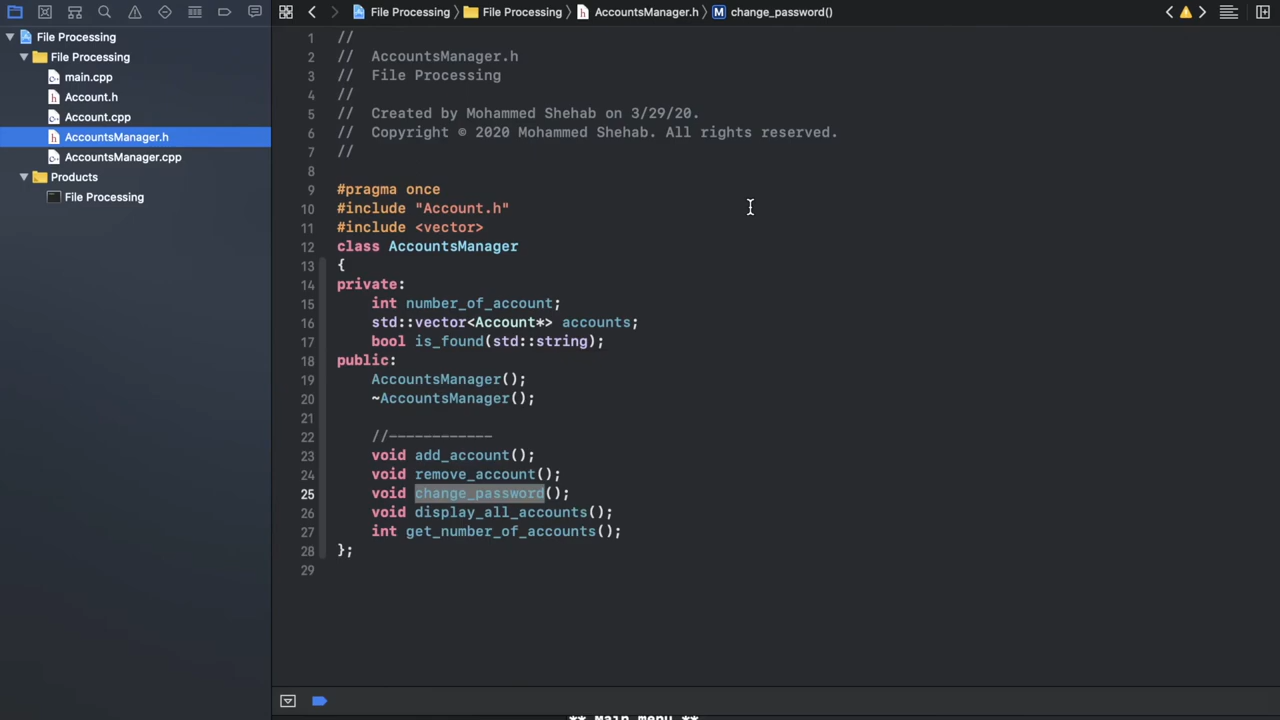 File Processing
File Processing
main.cpp
Account.h
Account.cpp
AccountsManager.h
AccountsManager.cpp
Products
File Processing
File Processing 〉 File Processing 〉 AccountsManager.h 〉 M change_password()
1 //
2 //  AccountsManager.h
3 //  File Processing
4 //
5 //  Created by Mohammed Shehab on 3/29/20.
6 //  Copyright © 2020 Mohammed Shehab. All rights reserved.
7 //
8
9 #pragma once
10 #include "Account.h"
11 #include <vector>
12 class AccountsManager
13 {
14 private:
15     int number_of_account;
16     std::vector<Account*> accounts;
17     bool is_found(std::string);
18 public:
19     AccountsManager();
20     ~AccountsManager();
21
22     //------------
23     void add_account();
24     void remove_account();
25     void change_password();
26     void display_all_accounts();
27     int get_number_of_accounts();
28 };
29
** Main menu **